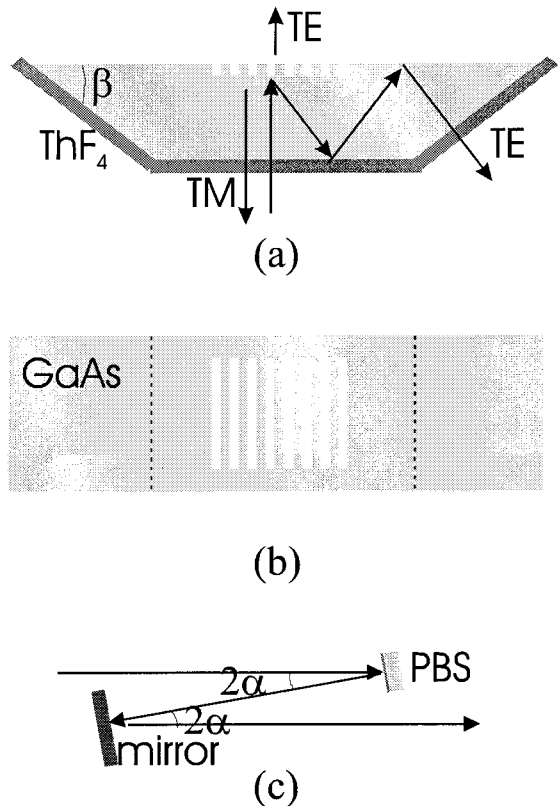 TE
β
ThF₄
TE
TM
(a)
GaAs
(b)
PBS
2α
2α
mirror
(c)